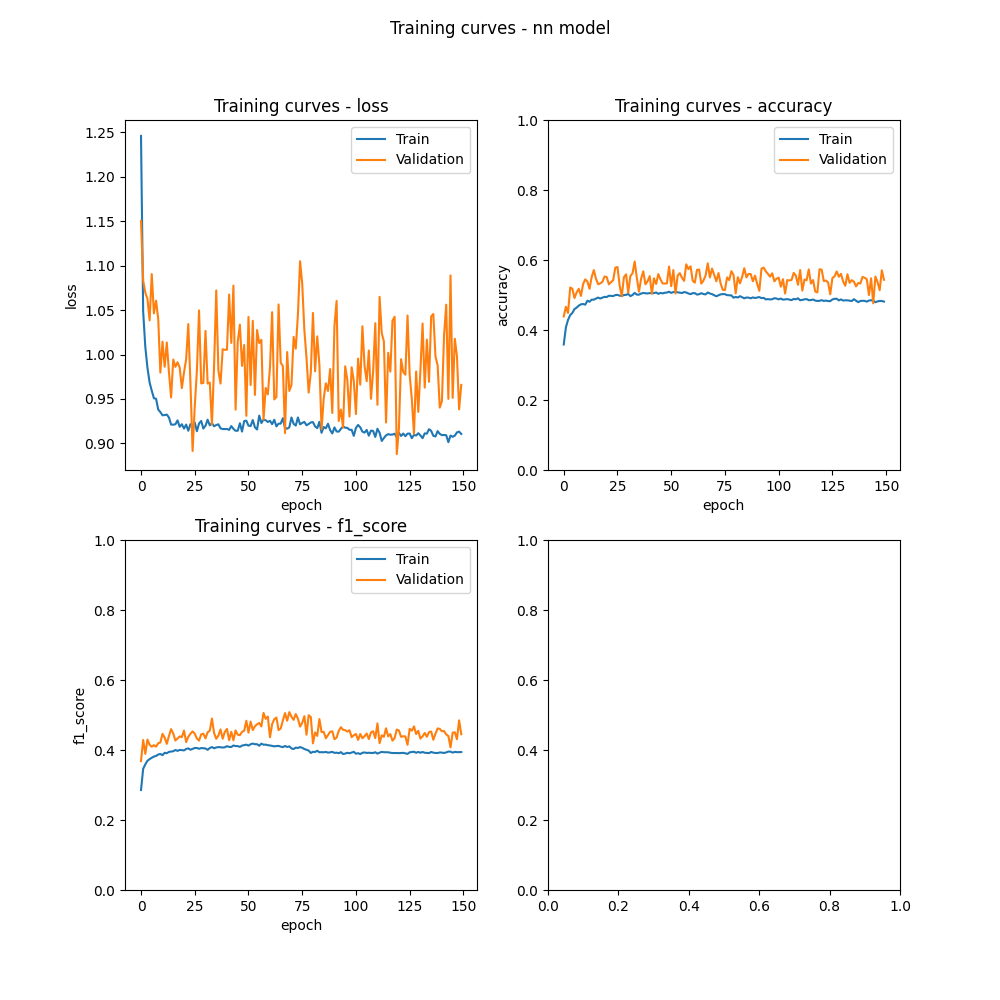 Training curves - nn model
Training curves - loss
Train
Validation
1.25
1.20
1.15
1.10
1.05
1.00
0.95
0.90
loss
0 25 50 75 100 125 150
epoch
Training curves - accuracy
Train
Validation
1.0
0.8
0.6
0.4
0.2
0.0
accuracy
0 25 50 75 100 125 150
epoch
Training curves - f1_score
Train
Validation
1.0
0.8
0.6
0.4
0.2
0.0
f1_score
0 25 50 75 100 125 150
epoch
1.0
0.8
0.6
0.4
0.2
0.0
0.0 0.2 0.4 0.6 0.8 1.0